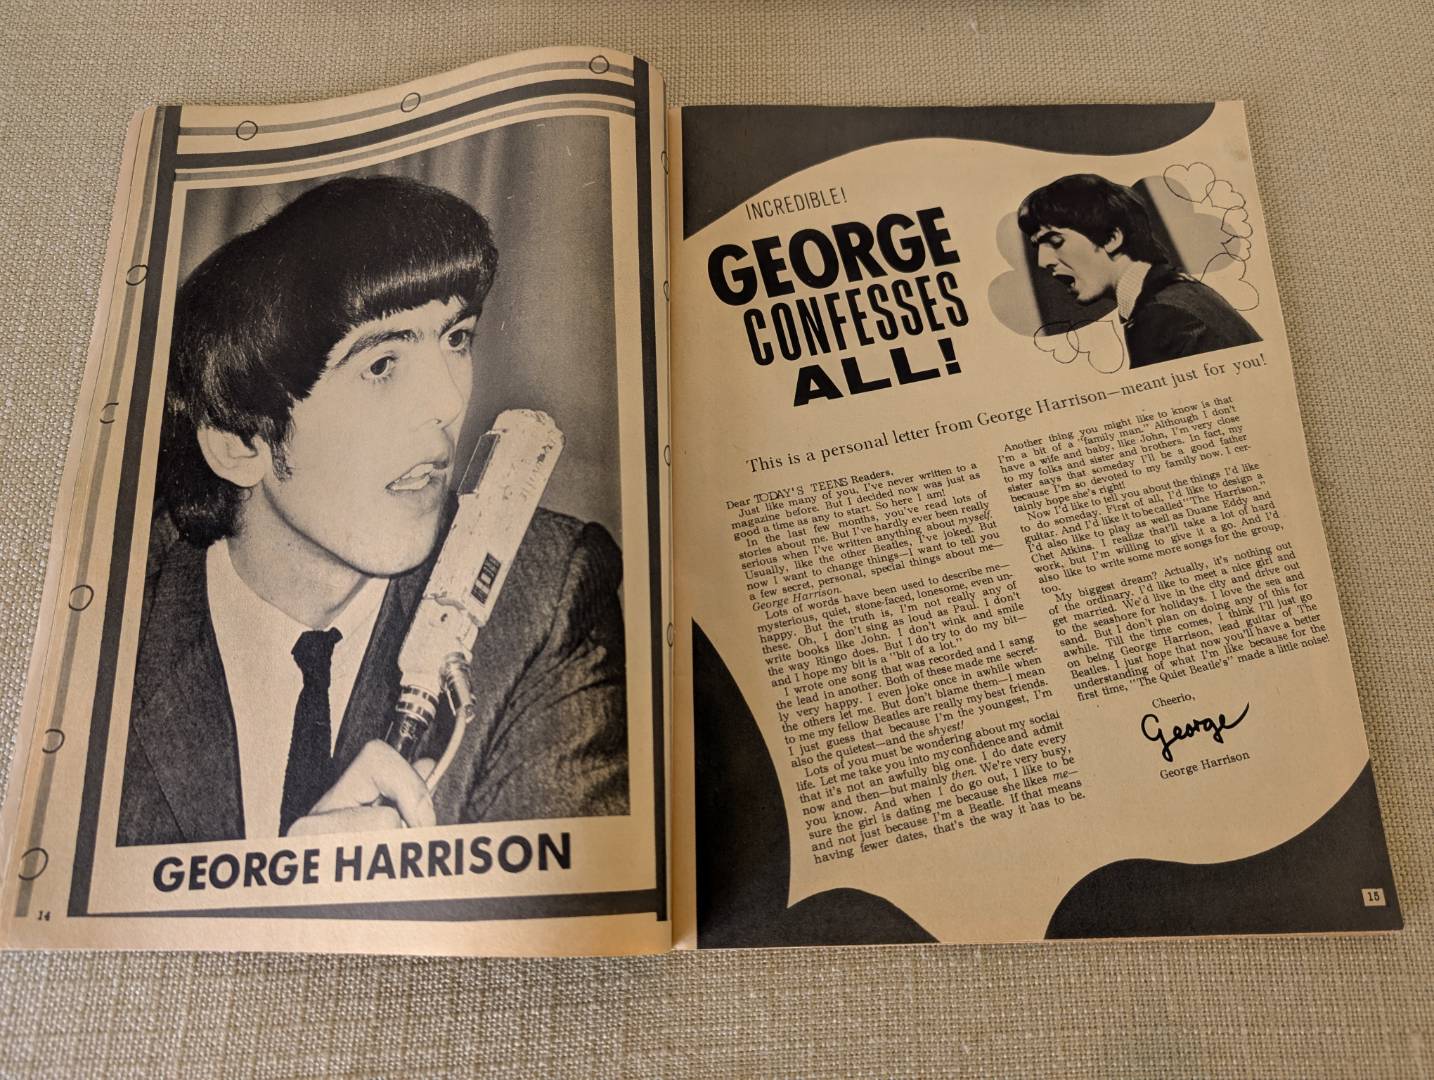 GEORGE HARRISON
14
INCREDIBLE!
GEORGE
CONFESSES
ALL!
This is a personal letter from George Harrison—meant just for you!
Dear TODAY'S TEENS Readers,
Just like many of you, I've never written to a
magazine before. But I decided now was just as
good a time as any to start. So here I am!
In the last few months, you've read lots of
stories about me. But I've hardly ever been really
serious when I've written anything about myself.
Usually, like the other Beatles, I've joked. But
now I want to change things—I want to tell you
a few secret, personal, special things about me—
George Harrison.
Lots of words have been used to describe me—
mysterious, quiet, stone-faced, lonesome, even un-
happy. But the truth is, I'm not really any of
these. Oh, I don't sing as loud as Paul. I don't
write books like John. I don't wink and smile
the way Ringo does. But I do try to do my bit—
and I hope my bit is a "bit of a lot."
I wrote one song that was recorded and I sang
the lead in another. Both of these made me secret-
ly very happy. I even joke once in awhile when
the others let me. But don't blame them—I mean
to me my fellow Beatles are really my best friends.
I just guess that because I'm the youngest, I'm
also the quietest—and the shyest!
Lots of you must be wondering about my social
life. Let me take you into my confidence and admit
that it's not an awfully big one. I do date every
now and then—but mainly then. We're very busy,
you know. And when I do go out, I like to be
sure the girl is dating me because she likes me—
and not just because I'm a Beatle. If that means
having fewer dates, that's the way it has to be.
Another thing you might like to know is that
I'm a bit of a "family man." Although I don't
have a wife and baby, like John, I'm very close
to my folks and sister and brothers. In fact, my
sister says that someday I'll be a good father
because I'm so devoted to my family now. I cer-
tainly hope she's right!
Now I'd like to tell you about the things I'd like
to do someday. First of all, I'd like to design a
guitar. And I'd like it to be called "The Harrison."
I'd also like to play as well as Duane Eddy and
Chet Atkins. I realize that'll take a lot of hard
work, but I'm willing to give it a go. And I'd
also like to write some more songs for the group,
too.
My biggest dream? Actually, it's nothing out
of the ordinary. I'd like to meet a nice girl and
get married. We'd live in the city and drive out
to the seashore for holidays. I love the sea and
sand. But I don't plan on doing any of this for
awhile. Till the time comes, I think I'll just go
on being George Harrison, lead guitar of The
Beatles. I just hope that now you'll have a better
understanding of what I'm like because for the
first time, "The Quiet Beatle's" made a little noise!
Cheerio,
George
George Harrison
15